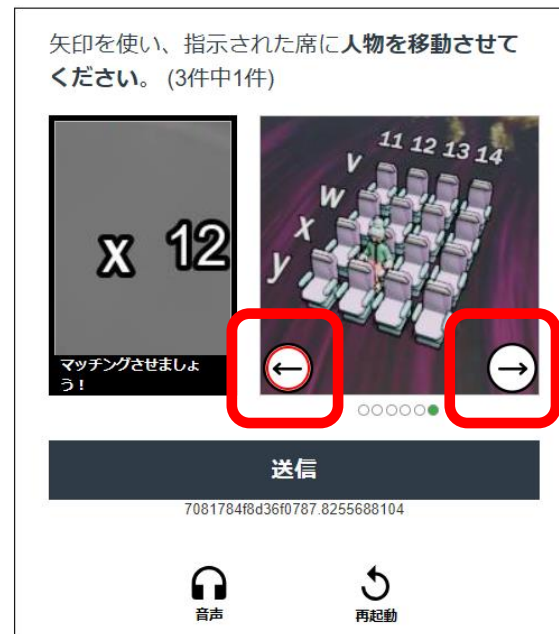 矢印を使い、指示された席に人物を移動させて
ください。 (3件中1件)
x 12
マッチングさせましょ
う！
11 12 13 14
v
w
x
y
送信
7081784f8d36f0787.8255688104
音声
再起動